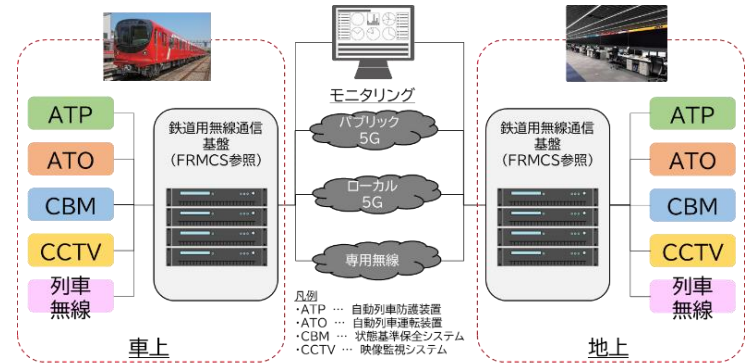 ATP
ATO
CBM
CCTV
列車
無線
鉄道用無線通信
基盤
(FRMCS参照)
車上
モニタリング
パブリック
5G
ローカル
5G
専用無線
凡例
・ATP … 自動列車防護装置
・ATO … 自動列車運転装置
・CBM … 状態基準保全システム
・CCTV … 映像監視システム
鉄道用無線通信
基盤
(FRMCS参照)
ATP
ATO
CBM
CCTV
列車
無線
地上